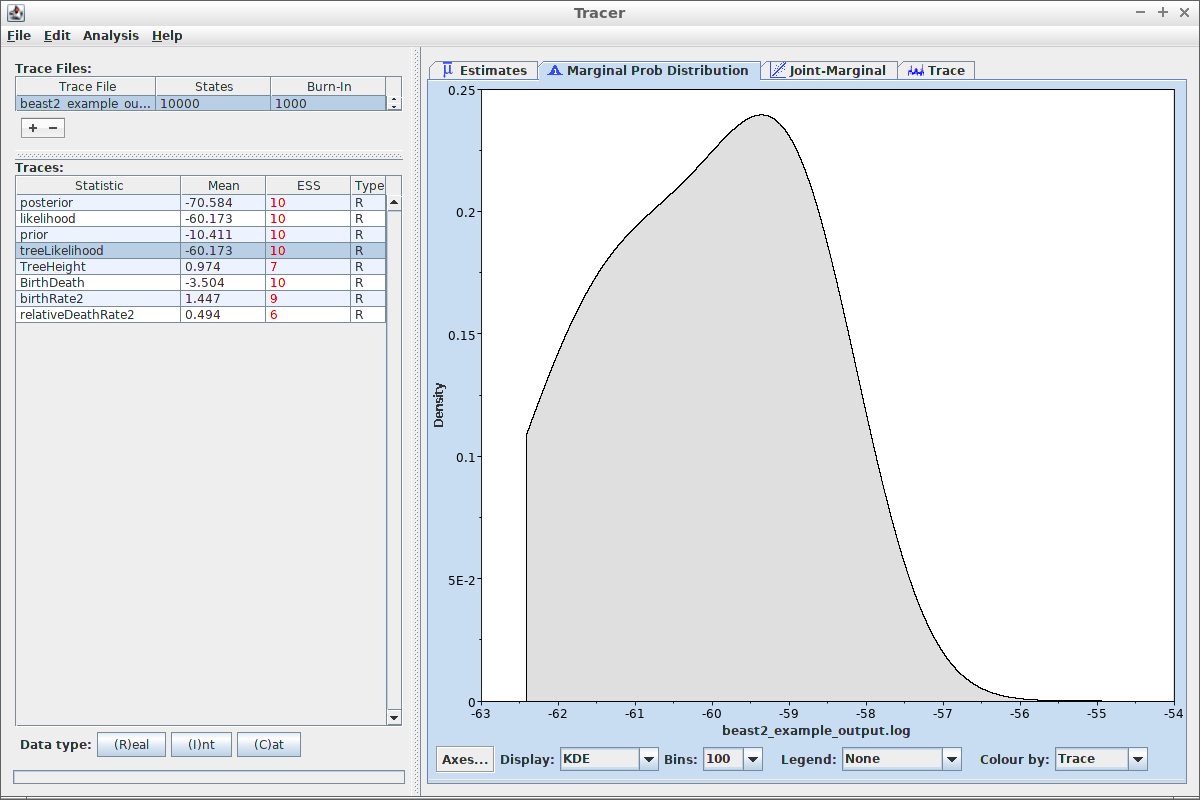 Tracer
File Edit Analysis Help
Trace Files:
Trace File States Burn-In
beast2_example_ou... 10000 1000
+ −
Traces:
Statistic Mean ESS Type
posterior -70.584 10 R
likelihood -60.173 10 R
prior -10.411 10 R
treeLikelihood -60.173 10 R
TreeHeight 0.974 7 R
BirthDeath -3.504 10 R
birthRate2 1.447 9 R
relativeDeathRate2 0.494 6 R
Data type: (R)eal (I)nt (C)at
μ Estimates Marginal Prob Distribution Joint-Marginal Trace
0.25
0.2
0.15
0.1
5E-2
0
Density
-63 -62 -61 -60 -59 -58 -57 -56 -55 -54
beast2_example_output.log
Axes... Display: KDE Bins: 100 Legend: None Colour by: Trace